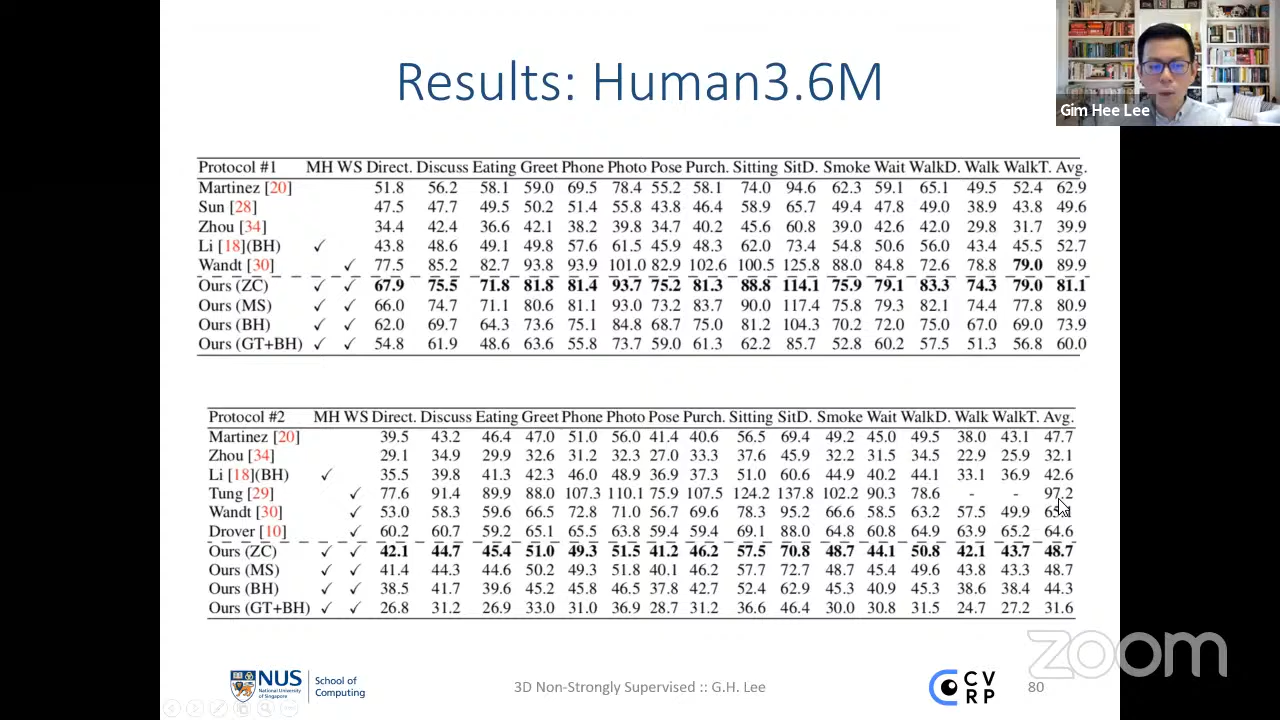 Results: Human3.6M
Gim Hee Lee
Protocol #1 MH WS Direct. Discuss Eating Greet Phone Photo Pose Purch. Sitting SitD. Smoke Wait WalkD. Walk WalkT. Avg.
Martinez [20] 51.8 56.2 58.1 59.0 69.5 78.4 55.2 58.1 74.0 94.6 62.3 59.1 65.1 49.5 52.4 62.9
Sun [28] 47.5 47.7 49.5 50.2 51.4 55.8 43.8 46.4 58.9 65.7 49.4 47.8 49.0 38.9 43.8 49.6
Zhou [34] 34.4 42.4 36.6 42.1 38.2 39.8 34.7 40.2 45.6 60.8 39.0 42.6 42.0 29.8 31.7 39.9
Li [18](BH) ✓ 43.8 48.6 49.1 49.8 57.6 61.5 45.9 48.3 62.0 73.4 54.8 50.6 56.0 43.4 45.5 52.7
Wandt [30] ✓ 77.5 85.2 82.7 93.8 93.9 101.0 82.9 102.6 100.5 125.8 88.0 84.8 72.6 78.8 79.0 89.9
Ours (ZC) ✓ ✓ 67.9 75.5 71.8 81.8 81.4 93.7 75.2 81.3 88.8 114.1 75.9 79.1 83.3 74.3 79.0 81.1
Ours (MS) ✓ ✓ 66.0 74.7 71.1 80.6 81.1 93.0 73.2 83.7 90.0 117.4 75.8 79.3 82.1 74.4 77.8 80.9
Ours (BH) ✓ ✓ 62.0 69.7 64.3 73.6 75.1 84.8 68.7 75.0 81.2 104.3 70.2 72.0 75.0 67.0 69.0 73.9
Ours (GT+BH) ✓ ✓ 54.8 61.9 48.6 63.6 55.8 73.7 59.0 61.3 62.2 85.7 52.8 60.2 57.5 51.3 56.8 60.0
Protocol #2 MH WS Direct. Discuss Eating Greet Phone Photo Pose Purch. Sitting SitD. Smoke Wait WalkD. Walk WalkT. Avg.
Martinez [20] 39.5 43.2 46.4 47.0 51.0 56.0 41.4 40.6 56.5 69.4 49.2 45.0 49.5 38.0 43.1 47.7
Zhou [34] 29.1 34.9 29.9 32.6 31.2 32.3 27.0 33.3 37.6 45.9 32.2 31.5 34.5 22.9 25.9 32.1
Li [18](BH) ✓ 35.5 39.8 41.3 42.3 46.0 48.9 36.9 37.3 51.0 60.6 44.9 40.2 44.1 33.1 36.9 42.6
Tung [29] ✓ 77.6 91.4 89.9 88.0 107.3 110.1 75.9 107.5 124.2 137.8 102.2 90.3 78.6 - - 97.2
Wandt [30] ✓ 53.0 58.3 59.6 66.5 72.8 71.0 56.7 69.6 78.3 95.2 66.6 58.5 63.2 57.5 49.9
Drover [10] ✓ 60.2 60.7 59.2 65.1 65.5 63.8 59.4 59.4 69.1 88.0 64.8 60.8 64.9 63.9 65.2 64.6
Ours (ZC) ✓ ✓ 42.1 44.7 45.4 51.0 49.3 51.5 41.2 46.2 57.5 70.8 48.7 44.1 50.8 42.1 43.7 48.7
Ours (MS) ✓ ✓ 41.4 44.3 44.6 50.2 49.3 51.8 40.1 46.2 57.7 72.7 48.7 45.4 49.6 43.8 43.3 48.7
Ours (BH) ✓ ✓ 38.5 41.7 39.6 45.2 45.8 46.5 37.8 42.7 52.4 62.9 45.3 40.9 45.3 38.6 38.4 44.3
Ours (GT+BH) ✓ ✓ 26.8 31.2 26.9 33.0 31.0 36.9 28.7 31.2 36.6 46.4 30.0 30.8 31.5 24.7 27.2 31.6
zoom
NUS
National University
of Singapore
School of
Computing
3D Non-Strongly Supervised :: G.H. Lee
CV
RP
80